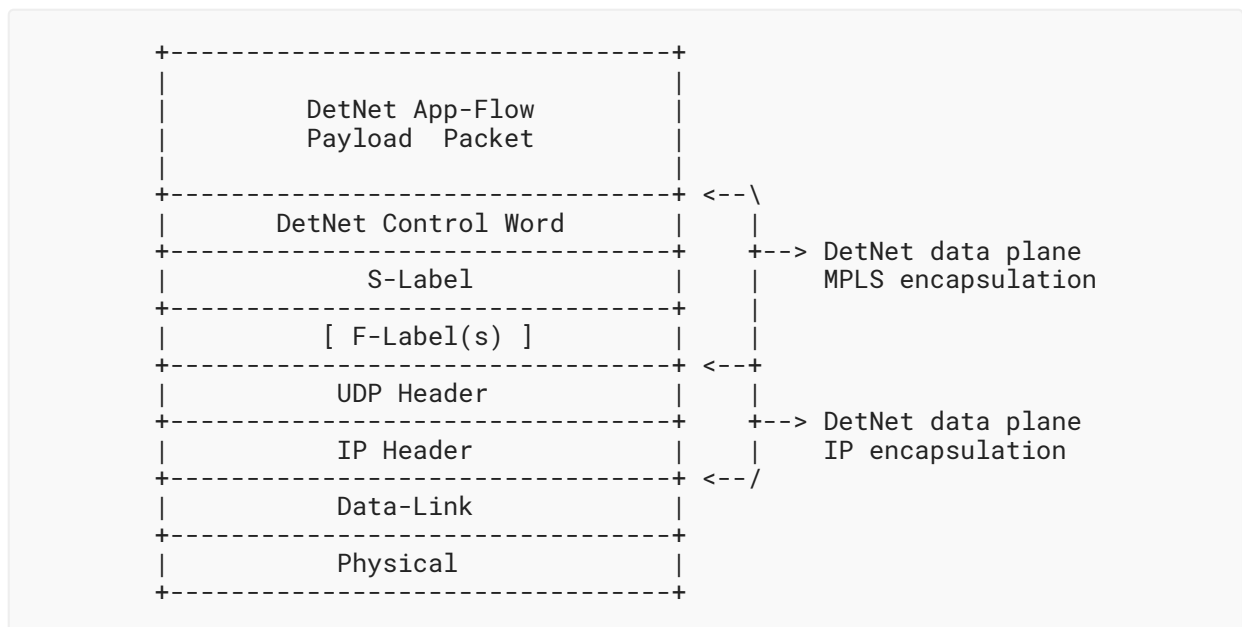 +---------------------------------+
|                                 |
|         DetNet App-Flow         |
|         Payload  Packet         |
|                                 |
+---------------------------------+ <--\
|       DetNet Control Word       |    |
+---------------------------------+    +--> DetNet data plane
|             S-Label             |    |    MPLS encapsulation
+---------------------------------+    |
|          [ F-Label(s) ]         |    |
+---------------------------------+ <--+
|           UDP Header            |    |
+---------------------------------+    +--> DetNet data plane
|           IP Header             |    |    IP encapsulation
+---------------------------------+ <--/
|           Data-Link             |
+---------------------------------+
|           Physical              |
+---------------------------------+